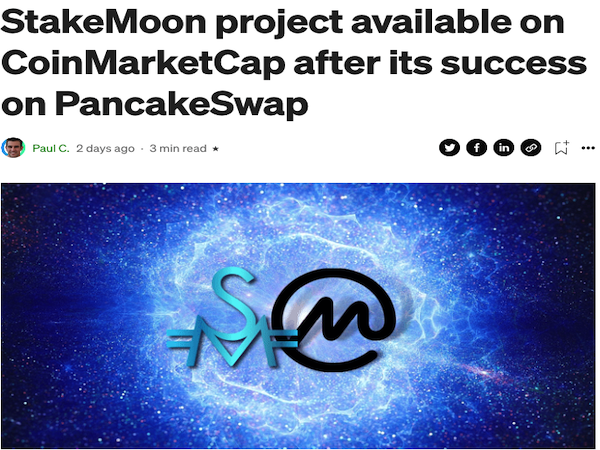 StakeMoon project available on
CoinMarketCap after its success
on PancakeSwap
Paul C. 2 days ago · 3 min read ★